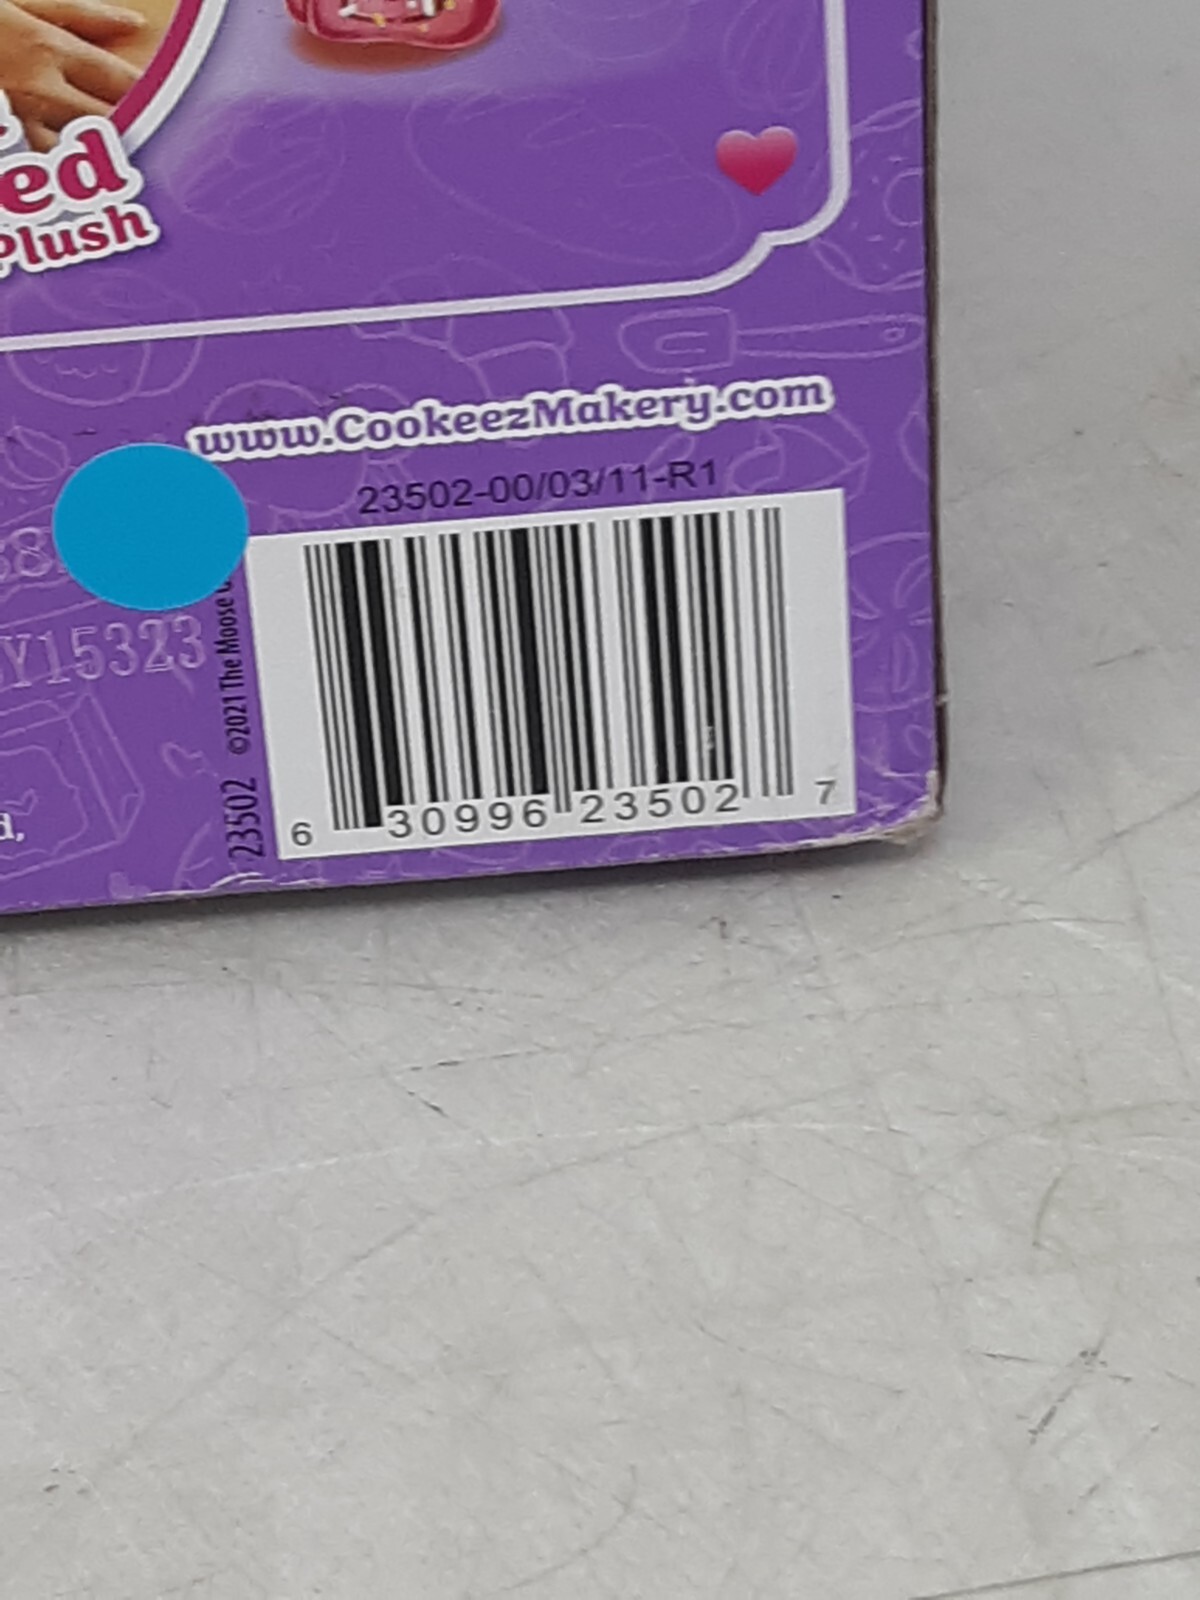 ed
Plush
www.CookeezMakery.com
23502-00/03/11-R1
Y15323
23502 ©2021 The Moose
6 30996 23502 7
d,